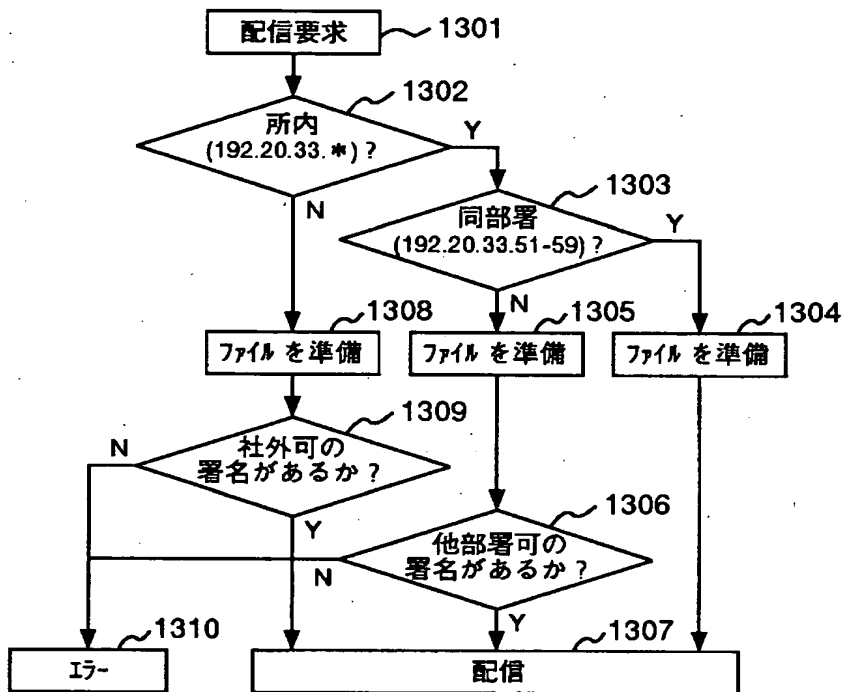 配信要求
1301
1302
所内
(192.20.33.*)?
Y
N
1303
同部署
(192.20.33.51-59)?
Y
N
1308
ファイルを準備
1305
ファイルを準備
1304
ファイルを準備
1309
社外可の
署名があるか?
N
Y
1306
他部署可の
署名があるか?
N
Y
1310
エラー
1307
配信